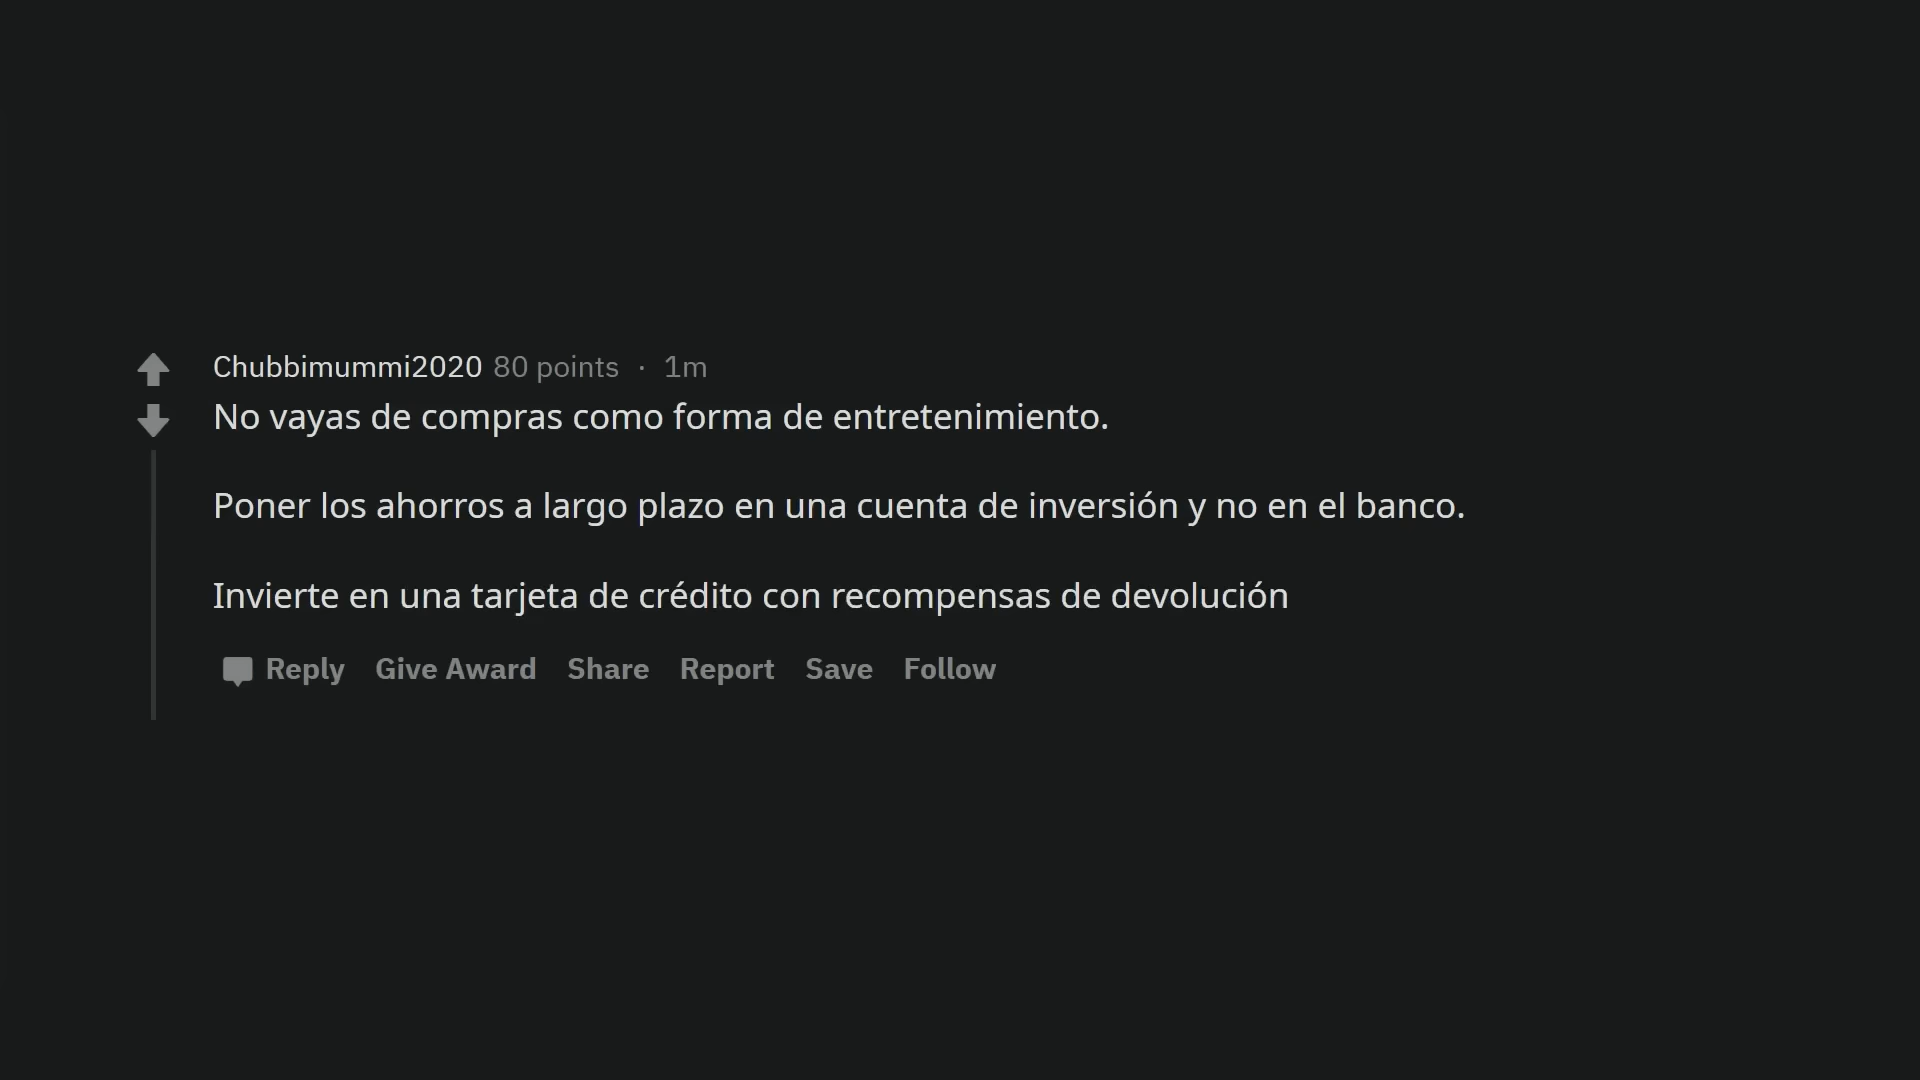 Chubbimummi2020 80 points · 1m
No vayas de compras como forma de entretenimiento.
Poner los ahorros a largo plazo en una cuenta de inversión y no en el banco.
Invierte en una tarjeta de crédito con recompensas de devolución
Reply Give Award Share Report Save Follow